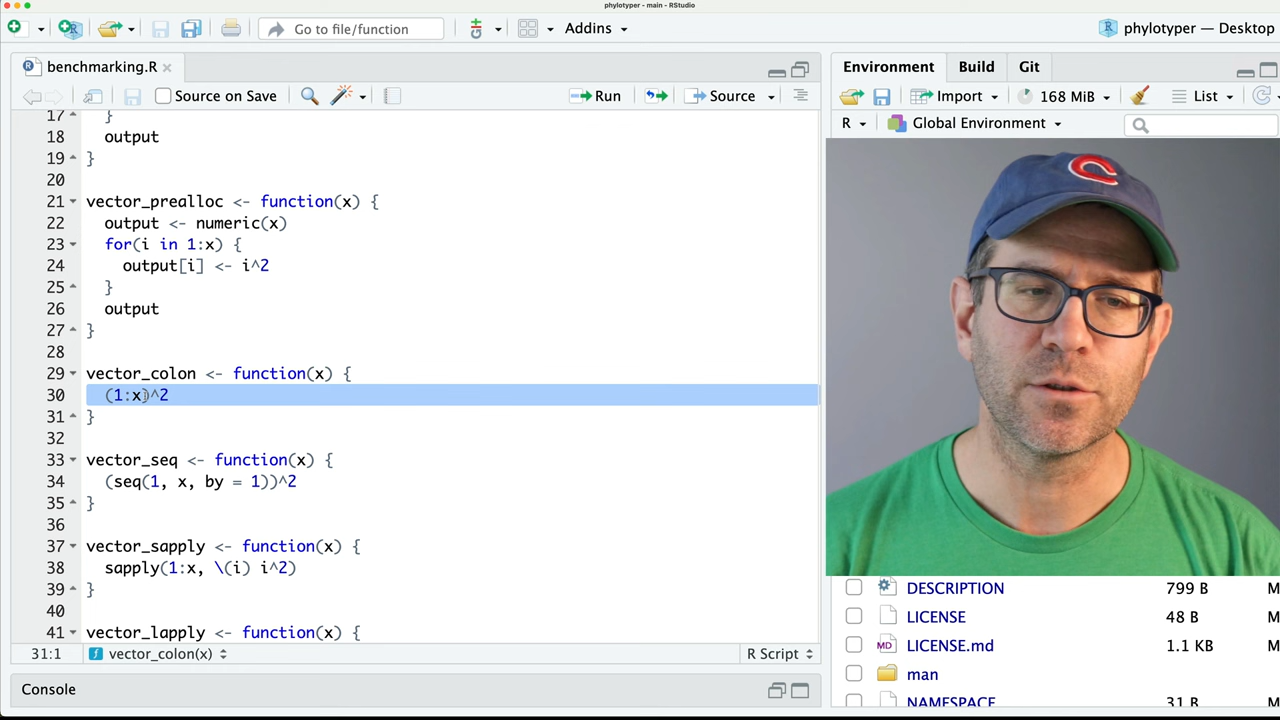 phylotyper - main - RStudio
Go to file/function
Addins
phylotyper — Desktop
benchmarking.R
Source on Save
Run
Source
17 }
18 output
19 }
20
21 vector_prealloc <- function(x) {
22 output <- numeric(x)
23 for(i in 1:x) {
24 output[i] <- i^2
25 }
26 output
27 }
28
29 vector_colon <- function(x) {
30 (1:x)^2
31 }
32
33 vector_seq <- function(x) {
34 (seq(1, x, by = 1))^2
35 }
36
37 vector_sapply <- function(x) {
38 sapply(1:x, \(i) i^2)
39 }
40
41 vector_lapply <- function(x) {
31:1 vector_colon(x) R Script
Console
Environment Build Git
Import 168 MiB List
R Global Environment
C
DESCRIPTION 799 B M
LICENSE 48 B M
LICENSE.md 1.1 KB M
man
NAMESPACE 31 B M